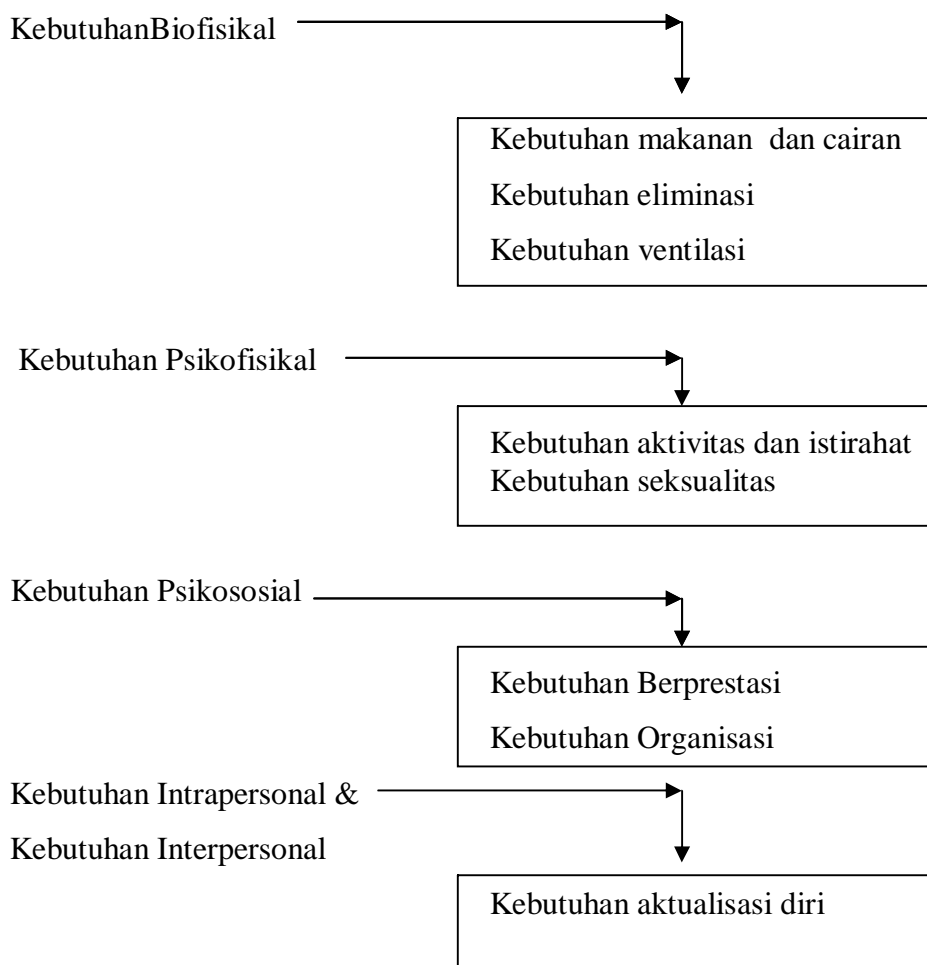 KebutuhanBiofisikal
Kebutuhan makanan dan cairan
Kebutuhan eliminasi
Kebutuhan ventilasi
Kebutuhan Psikofisikal
Kebutuhan aktivitas dan istirahat
Kebutuhan seksualitas
Kebutuhan Psikososial
Kebutuhan Berprestasi
Kebutuhan Organisasi
Kebutuhan Intrapersonal &
Kebutuhan Interpersonal
Kebutuhan aktualisasi diri